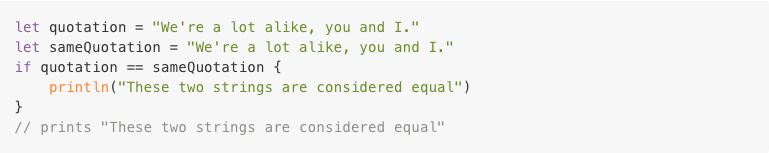 let quotation = "We're a lot alike, you and I."
let sameQuotation = "We're a lot alike, you and I."
if quotation == sameQuotation {
    println("These two strings are considered equal")
}
// prints "These two strings are considered equal"